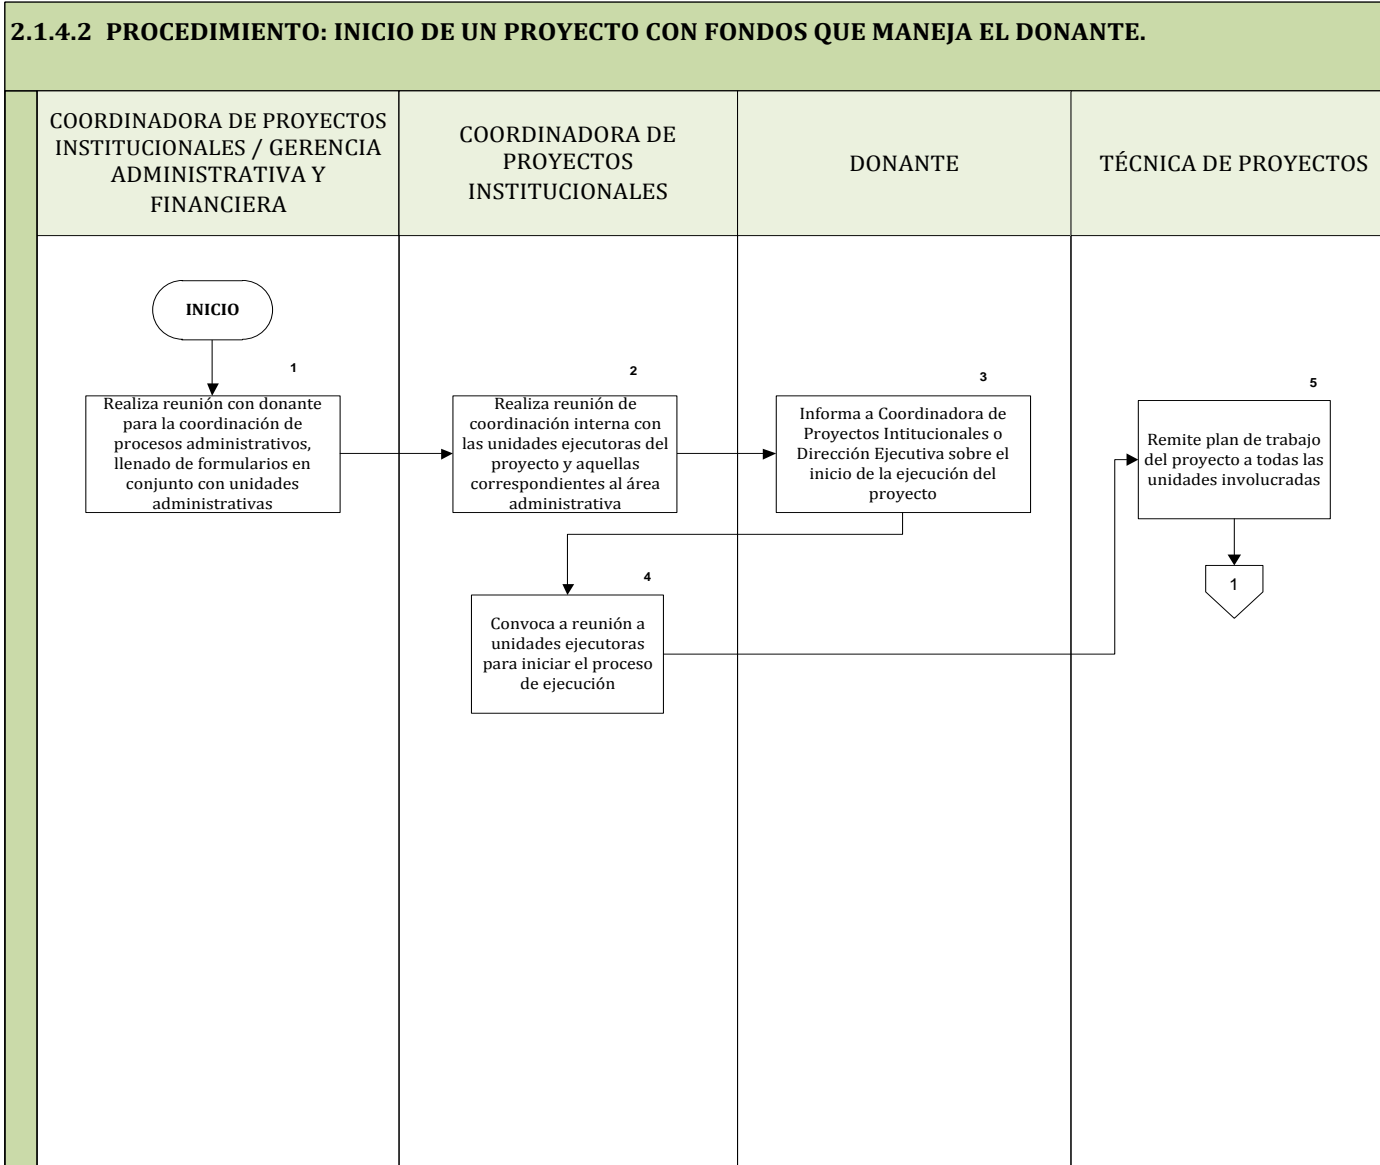 2.1.4.2 PROCEDIMIENTO: INICIO DE UN PROYECTO CON FONDOS QUE MANEJA EL DONANTE.
COORDINADORA DE PROYECTOS
INSTITUCIONALES / GERENCIA
ADMINISTRATIVA Y
FINANCIERA
COORDINADORA DE
PROYECTOS
INSTITUCIONALES
DONANTE
TÉCNICA DE PROYECTOS
INICIO
1
Realiza reunión con donante
para la coordinación de
procesos administrativos,
llenado de formularios en
conjunto con unidades
administrativas
2
Realiza reunión de
coordinación interna con
las unidades ejecutoras del
proyecto y aquellas
correspondientes al área
administrativa
3
Informa a Coordinadora de
Proyectos Intitucionales o
Dirección Ejecutiva sobre el
inicio de la ejecución del
proyecto
4
Convoca a reunión a
unidades ejecutoras
para iniciar el proceso
de ejecución
5
Remite plan de trabajo
del proyecto a todas las
unidades involucradas
1